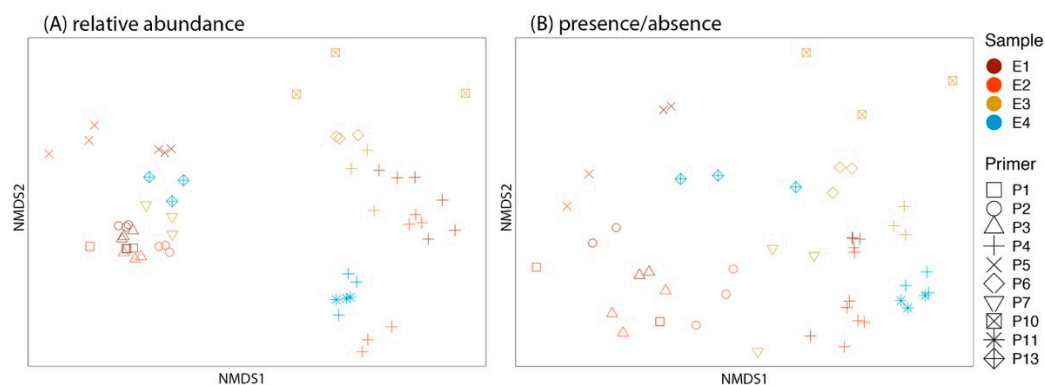 (A) relative abundance
NMDS2
NMDS1
(B) presence/absence
NMDS2
NMDS1
Sample
E1
E2
E3
E4
Primer
P1
P2
P3
P4
P5
P6
P7
P10
P11
P13